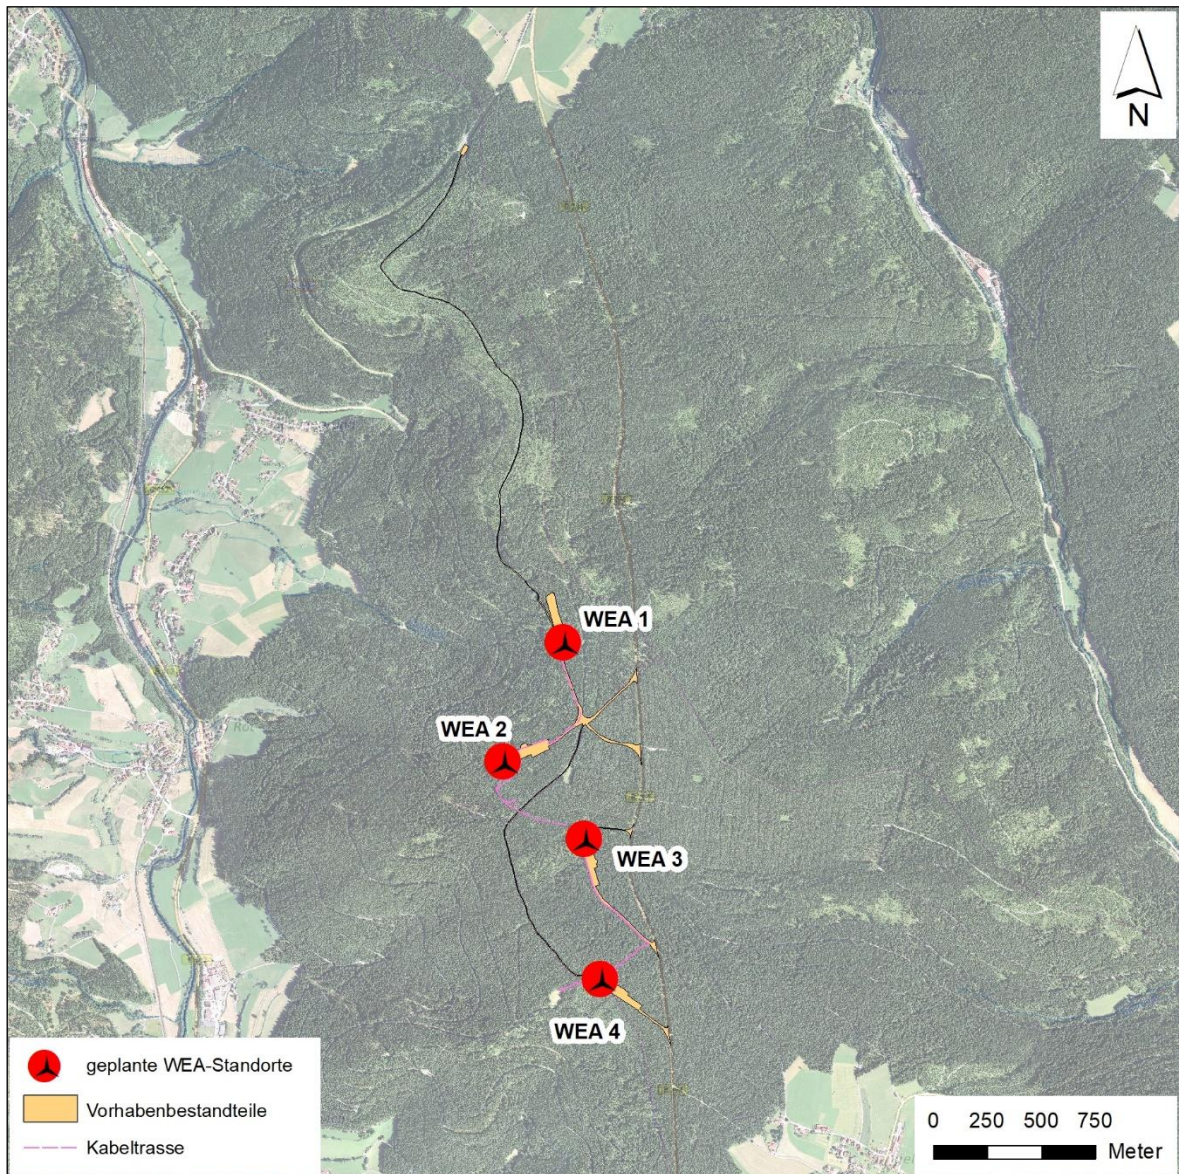 N
WEA 1
WEA 2
WEA 3
WEA 4
geplante WEA-Standorte
Vorhabenbestandteile
Kabeltrasse
0 250 500 750
Meter